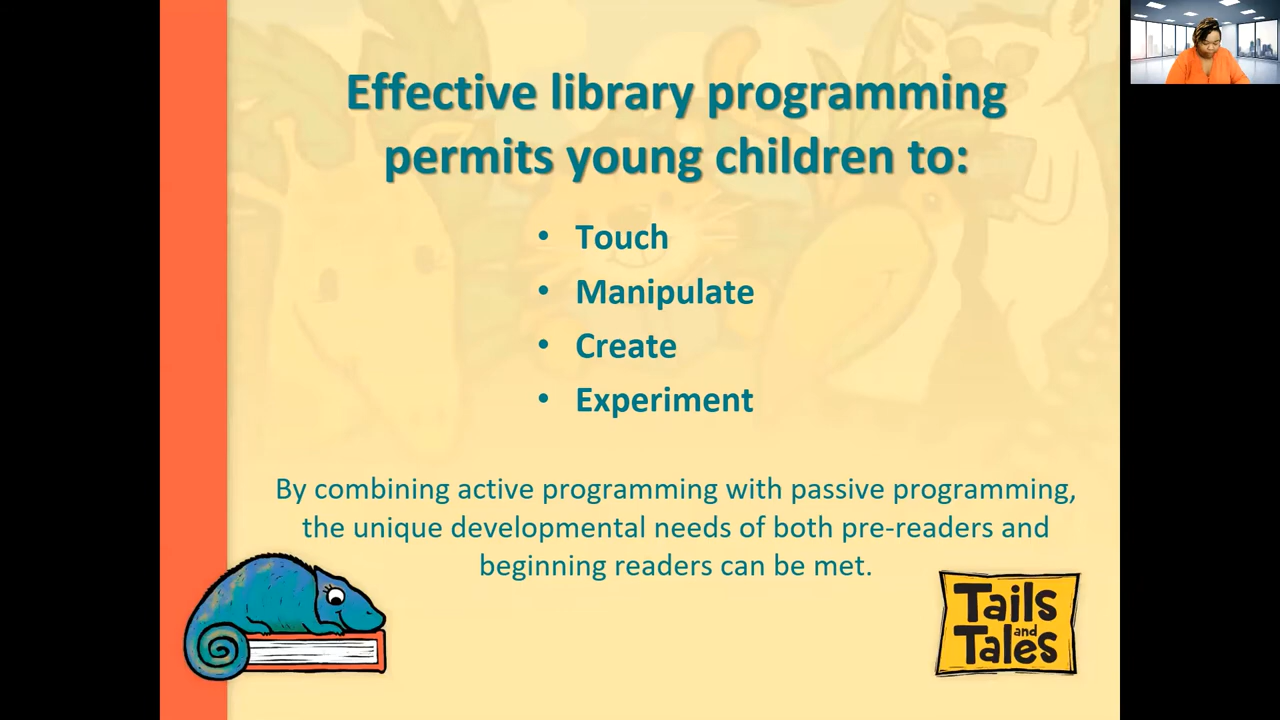 Effective library programming
permits young children to:
• Touch
• Manipulate
• Create
• Experiment
By combining active programming with passive programming,
the unique developmental needs of both pre-readers and
beginning readers can be met.
Tails
and
Tales